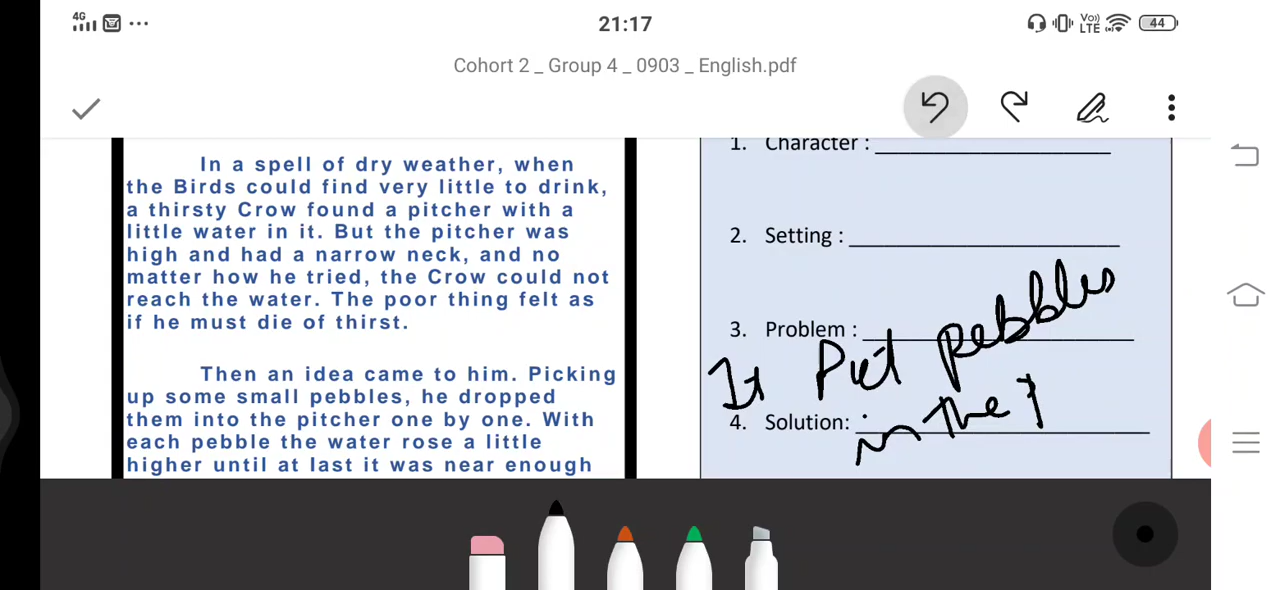 4G
21:17
Vo))
LTE
44
Cohort 2 _ Group 4 _ 0903 _ English.pdf
In a spell of dry weather, when
the Birds could find very little to drink,
a thirsty Crow found a pitcher with a
little water in it. But the pitcher was
high and had a narrow neck, and no
matter how he tried, the Crow could not
reach the water. The poor thing felt as
if he must die of thirst.
Then an idea came to him. Picking
up some small pebbles, he dropped
them into the pitcher one by one. With
each pebble the water rose a little
higher until at last it was near enough
1. Character :
2. Setting :
3. Problem :
It Put pebbles
4. Solution:
in the